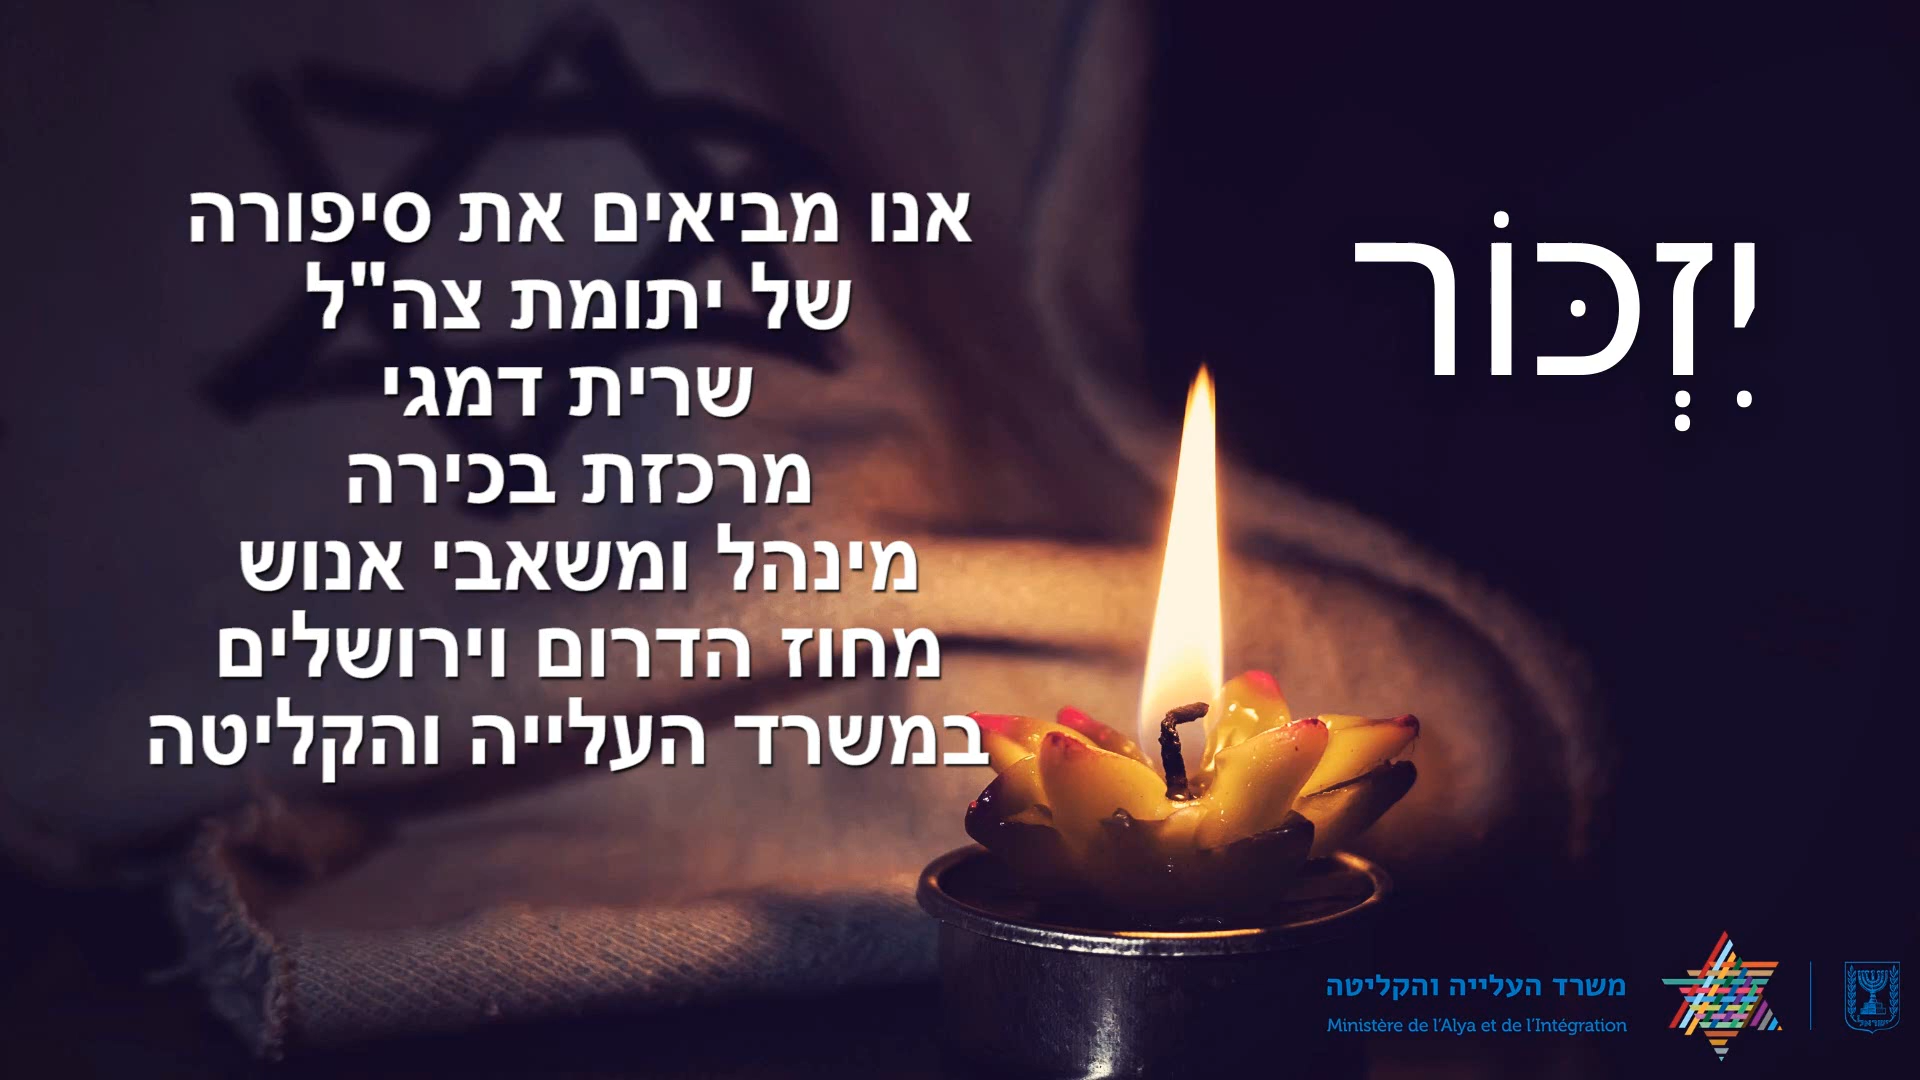 יִזְכּוֹר
אנו מביאים את סיפורה
של יתומת צה"ל
שרית דמגי
מרכזת בכירה
מינהל ומשאבי אנוש
מחוז הדרום וירושלים
במשרד העלייה והקליטה
משרד העלייה והקליטה
Ministère de l'Alya et de l'Intégration
ישראל